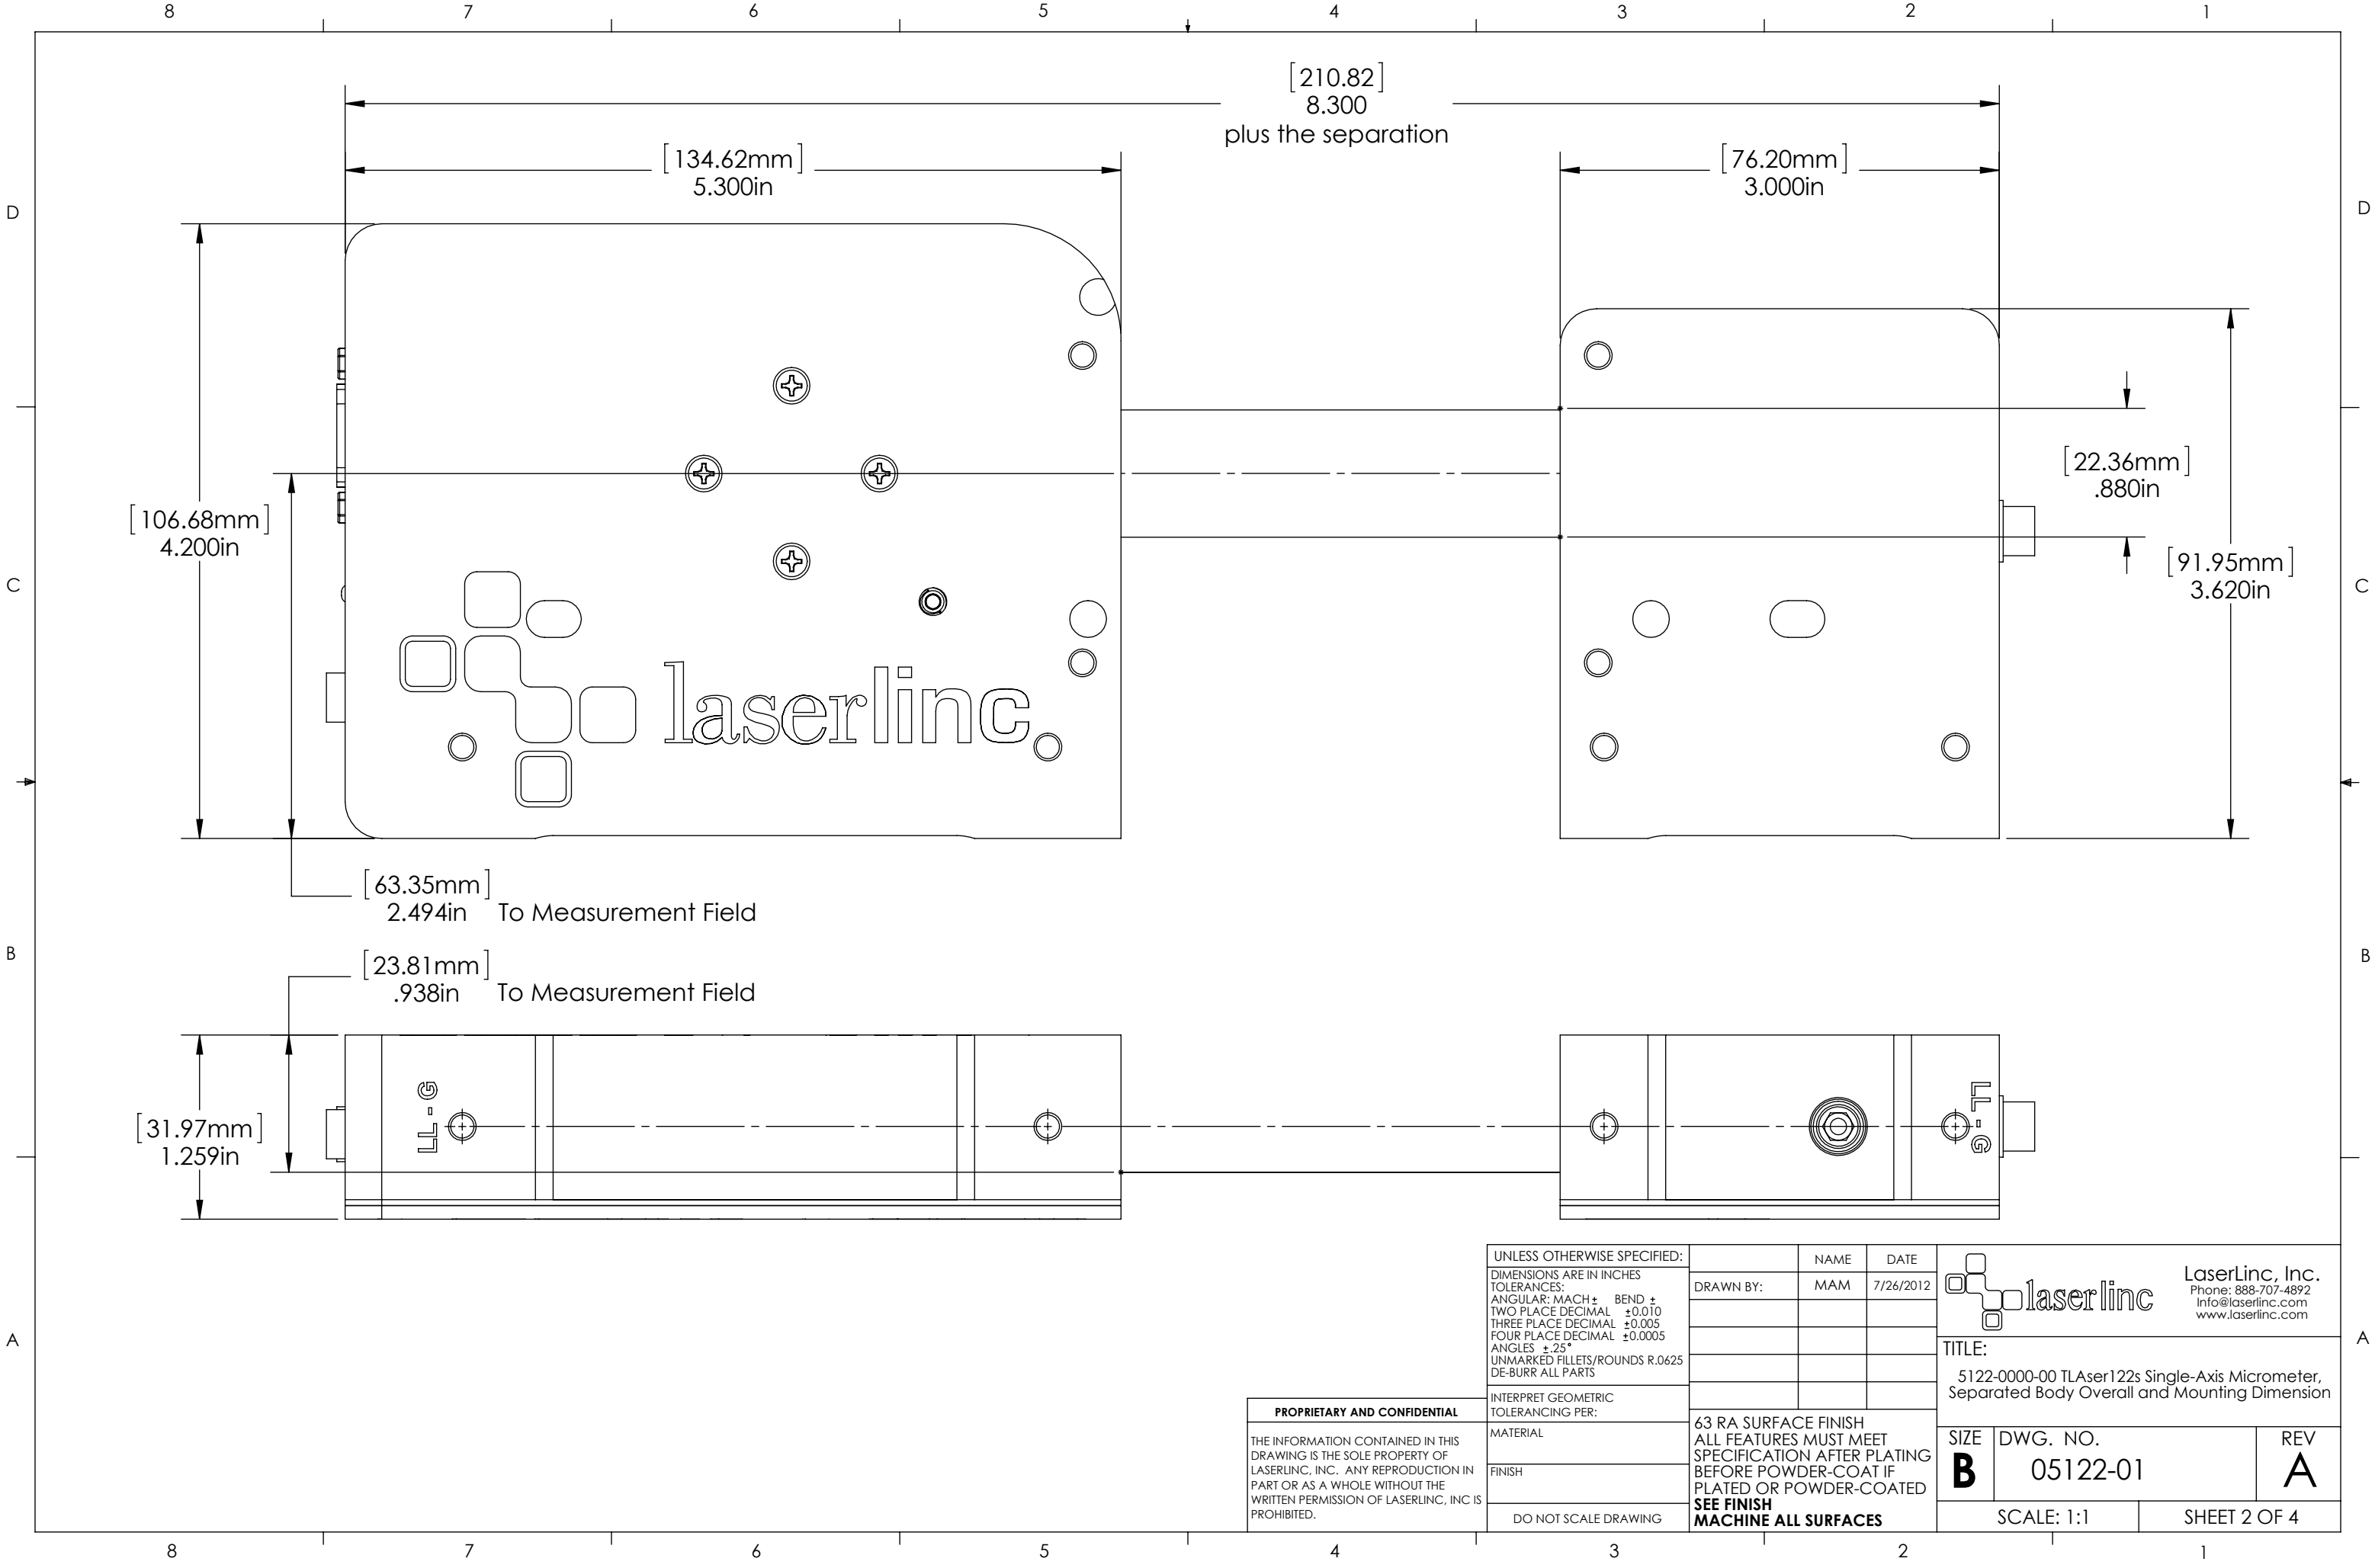 8 7 6 5 4 3 2 1
[210.82]
8.300
plus the separation
[134.62mm]
5.300in
[76.20mm]
3.000in
D D
[22.36mm]
.880in
[106.68mm]
4.200in
[91.95mm]
3.620in
C C
laserlinc
[63.35mm]
2.494in To Measurement Field
B B
[23.81mm]
.938in To Measurement Field
LL-G
LL-G
[31.97mm]
1.259in
A A
UNLESS OTHERWISE SPECIFIED:
DIMENSIONS ARE IN INCHES
TOLERANCES:
ANGULAR: MACH± BEND ±
TWO PLACE DECIMAL ±0.010
THREE PLACE DECIMAL ±0.005
FOUR PLACE DECIMAL ±0.0005
ANGLES ±.25°
UNMARKED FILLETS/ROUNDS R.0625
DE-BURR ALL PARTS
INTERPRET GEOMETRIC
TOLERANCING PER:
MATERIAL
FINISH
DO NOT SCALE DRAWING
NAME DATE
DRAWN BY: MAM 7/26/2012
63 RA SURFACE FINISH
ALL FEATURES MUST MEET
SPECIFICATION AFTER PLATING
BEFORE POWDER-COAT IF
PLATED OR POWDER-COATED
SEE FINISH
MACHINE ALL SURFACES
laserlinc
LaserLinc, Inc.
Phone: 888-707-4892
Info@laserlinc.com
www.laserlinc.com
TITLE:
5122-0000-00 TLAser122s Single-Axis Micrometer,
Separated Body Overall and Mounting Dimension
SIZE DWG. NO. REV
B 05122-01 A
SCALE: 1:1 SHEET 2 OF 4
PROPRIETARY AND CONFIDENTIAL
THE INFORMATION CONTAINED IN THIS
DRAWING IS THE SOLE PROPERTY OF
LASERLINC, INC. ANY REPRODUCTION IN
PART OR AS A WHOLE WITHOUT THE
WRITTEN PERMISSION OF LASERLINC, INC IS
PROHIBITED.
8 7 6 5 4 3 2 1